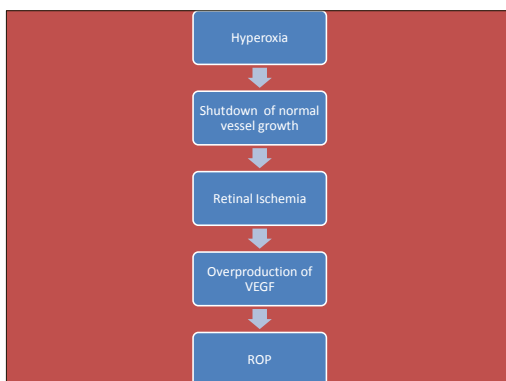 Hyperoxia
Shutdown of normal
vessel growth
Retinal Ischemia
Overproduction of
VEGF
ROP